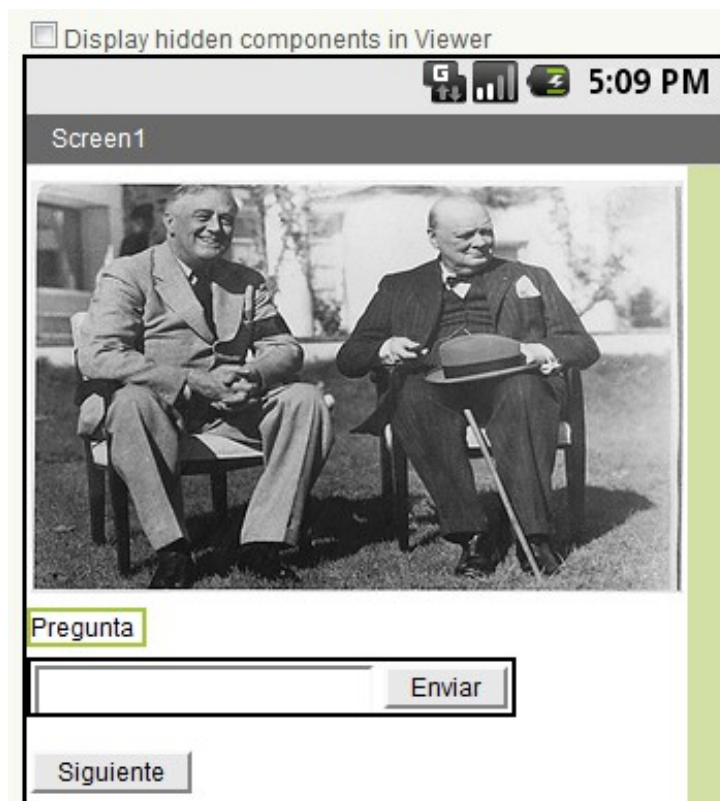 Display hidden components in Viewer
G 5:09 PM
Screen1
Pregunta
Enviar
Siguiente